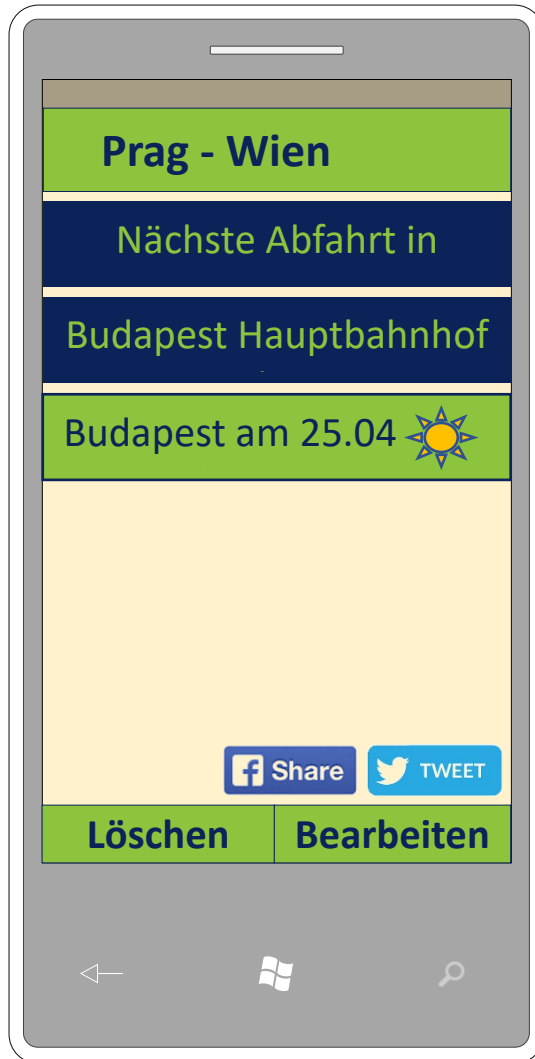 Prag - Wien
Nächste Abfahrt in
Budapest Hauptbahnhof
Budapest am 25.04
Share
TWEET
Löschen
Bearbeiten